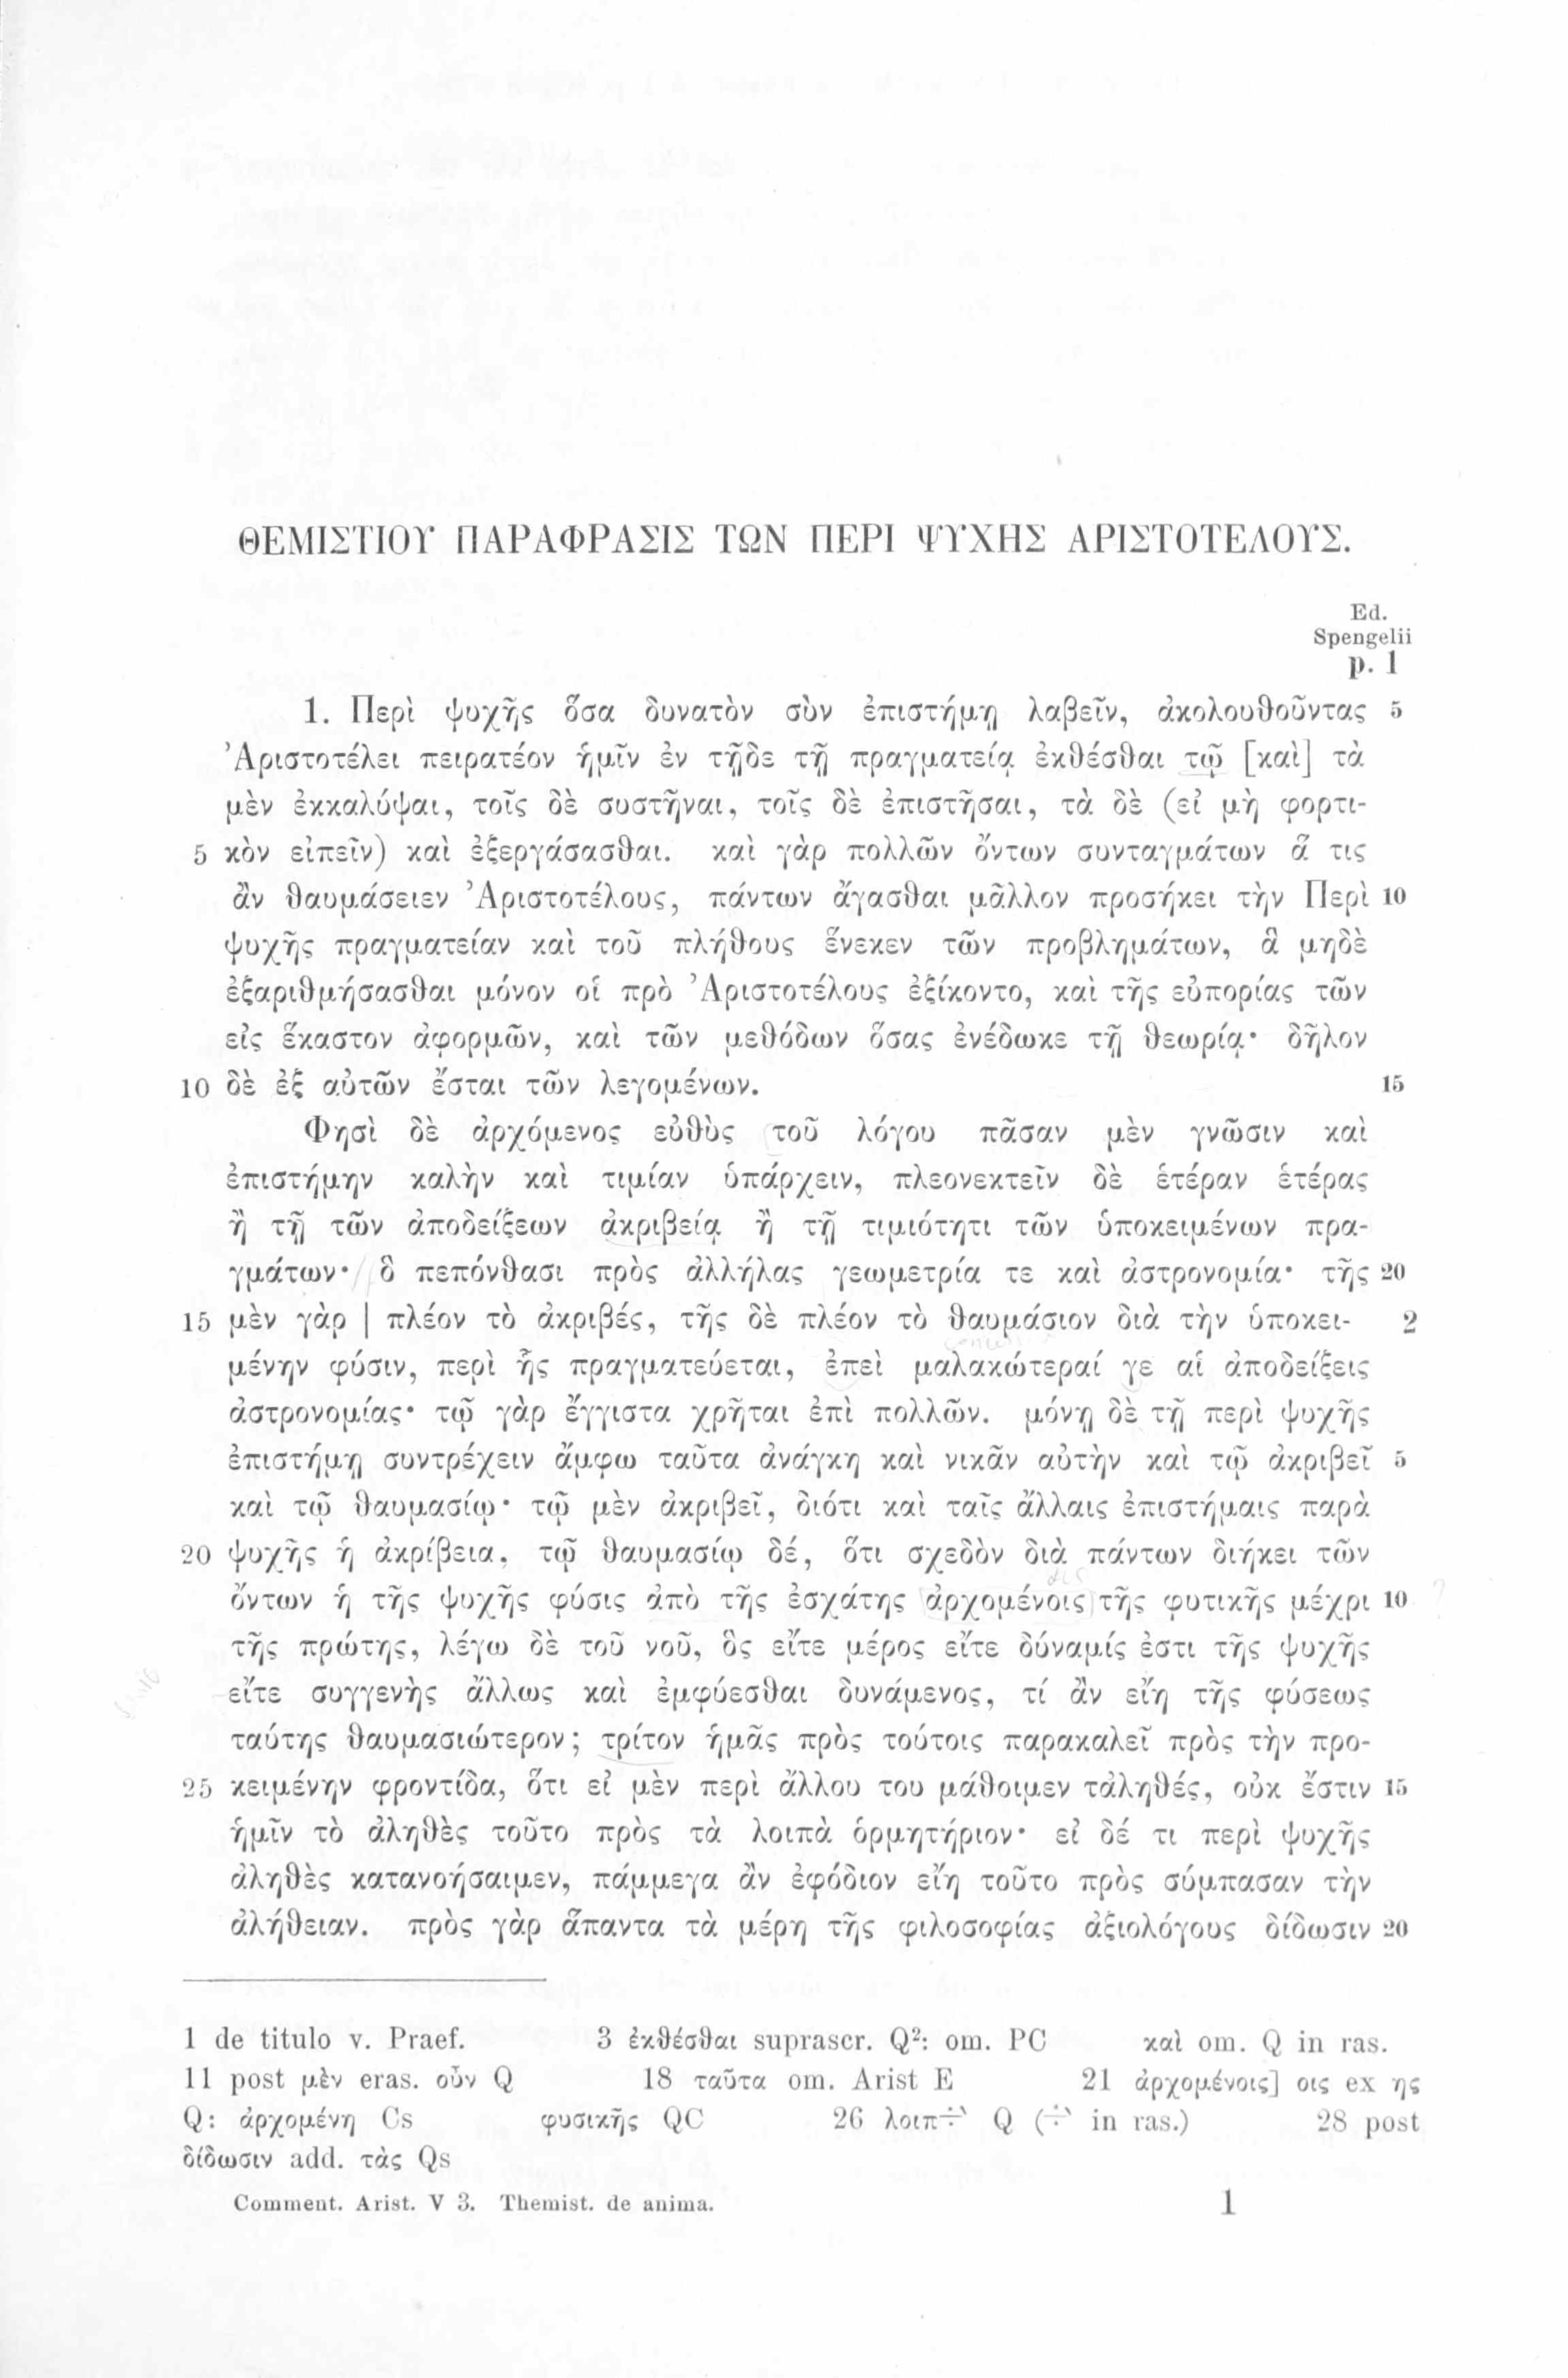 ΘΕΜΙΣΤΙΟΥ ΠΑΡΑΦΡΑΣΙΣ ΤΩΝ ΠΕΡΙ ΨΥΧΗΣ ΑΡΙΣΤΟΤΕΛΟΥΣ.
Ed.
Spengelii
p. 1
1. Περὶ ψυχῆς ὅσα δυνατὸν σὺν ἐπιστήμῃ λαβεῖν, ἀκολουθοῦντας 5
Ἀριστοτέλει πειρατέον ἡμῖν ἐν τῇδε τῇ πραγματείᾳ ἐκθέσθαι τῷ [καὶ] τὰ
μὲν ἐκκαλύψαι, τοῖς δὲ συστῆναι, τοῖς δὲ ἐπιστῆσαι, τὰ δὲ (εἰ μὴ φορτι-
5 κὸν εἰπεῖν) καὶ ἐξεργάσασθαι. καὶ γὰρ πολλῶν ὄντων συνταγμάτων ἅ τις
ἂν θαυμάσειεν Ἀριστοτέλους, πάντων ἄγασθαι μᾶλλον προσήκει τὴν Περὶ 10
ψυχῆς πραγματείαν καὶ τοῦ πλήθους ἕνεκεν τῶν προβλημάτων, ἃ μηδὲ
ἐξαριθμήσασθαι μόνον οἱ πρὸ Ἀριστοτέλους ἐξίκοντο, καὶ τῆς εὐπορίας τῶν
εἰς ἕκαστον ἀφορμῶν, καὶ τῶν μεθόδων ὅσας ἐνέδωκε τῇ θεωρίᾳ· δῆλον
10 δὲ ἐξ αὐτῶν ἔσται τῶν λεγομένων. 15
Φησὶ δὲ ἀρχόμενος εὐθὺς τοῦ λόγου πᾶσαν μὲν γνῶσιν καὶ
ἐπιστήμην καλὴν καὶ τιμίαν ὑπάρχειν, πλεονεκτεῖν δὲ ἑτέραν ἑτέρας
ἢ τῇ τῶν ἀποδείξεων ἀκριβείᾳ ἢ τῇ τιμιότητι τῶν ὑποκειμένων πρα-
γμάτων· ὃ πεπόνθασι πρὸς ἀλλήλας γεωμετρία τε καὶ ἀστρονομία· τῆς 20
15 μὲν γὰρ | πλέον τὸ ἀκριβές, τῆς δὲ πλέον τὸ θαυμάσιον διὰ τὴν ὑποκει- 2
μένην φύσιν, περὶ ἧς πραγματεύεται, ἐπεὶ μαλακώτεραί γε αἱ ἀποδείξεις
ἀστρονομίας· τῷ γὰρ ἔγγιστα χρῆται ἐπὶ πολλῶν. μόνῃ δὲ τῇ περὶ ψυχῆς
ἐπιστήμῃ συντρέχειν ἄμφω ταῦτα ἀνάγκη καὶ νικᾶν αὐτὴν καὶ τῷ ἀκριβεῖ 5
καὶ τῷ θαυμασίῳ· τῷ μὲν ἀκριβεῖ, διότι καὶ ταῖς ἄλλαις ἐπιστήμαις παρὰ
20 ψυχῆς ἡ ἀκρίβεια, τῷ θαυμασίῳ δέ, ὅτι σχεδὸν διὰ πάντων διήκει τῶν
ὄντων ἡ τῆς ψυχῆς φύσις ἀπὸ τῆς ἐσχάτης ἀρχομένοις τῆς φυτικῆς μέχρι 10
τῆς πρώτης, λέγω δὲ τοῦ νοῦ, ὃς εἴτε μέρος εἴτε δύναμίς ἐστι τῆς ψυχῆς
εἴτε συγγενὴς ἄλλως καὶ ἐμφύεσθαι δυνάμενος, τί ἂν εἴη τῆς φύσεως
ταύτης θαυμασιώτερον; τρίτον ἡμᾶς πρὸς τούτοις παρακαλεῖ πρὸς τὴν προ-
25 κειμένην φροντίδα, ὅτι εἰ μὲν περὶ ἄλλου του μάθοιμεν τἀληθές, οὐκ ἔστιν 15
ἡμῖν τὸ ἀληθὲς τοῦτο πρὸς τὰ λοιπὰ ὁρμητήριον· εἰ δέ τι περὶ ψυχῆς
ἀληθὲς κατανοήσαιμεν, πάμμεγα ἂν ἐφόδιον εἴη τοῦτο πρὸς σύμπασαν τὴν
ἀλήθειαν. πρὸς γὰρ ἅπαντα τὰ μέρη τῆς φιλοσοφίας ἀξιολόγους δίδωσιν 20
1 de titulo v. Praef. 3 ἐκθέσθαι suprascr. Q²: om. PC καὶ om. Q in ras.
11 post μὲν eras. οὖν Q 18 ταῦτα om. Arist E 21 ἀρχομένοις] οις ex ης
Q: ἀρχομένη Cs φυσικῆς QC 26 λοιπ Q ( in ras.) 28 post
δίδωσιν add. τὰς Qs
Comment. Arist. V 3. Themist. de anima. 1